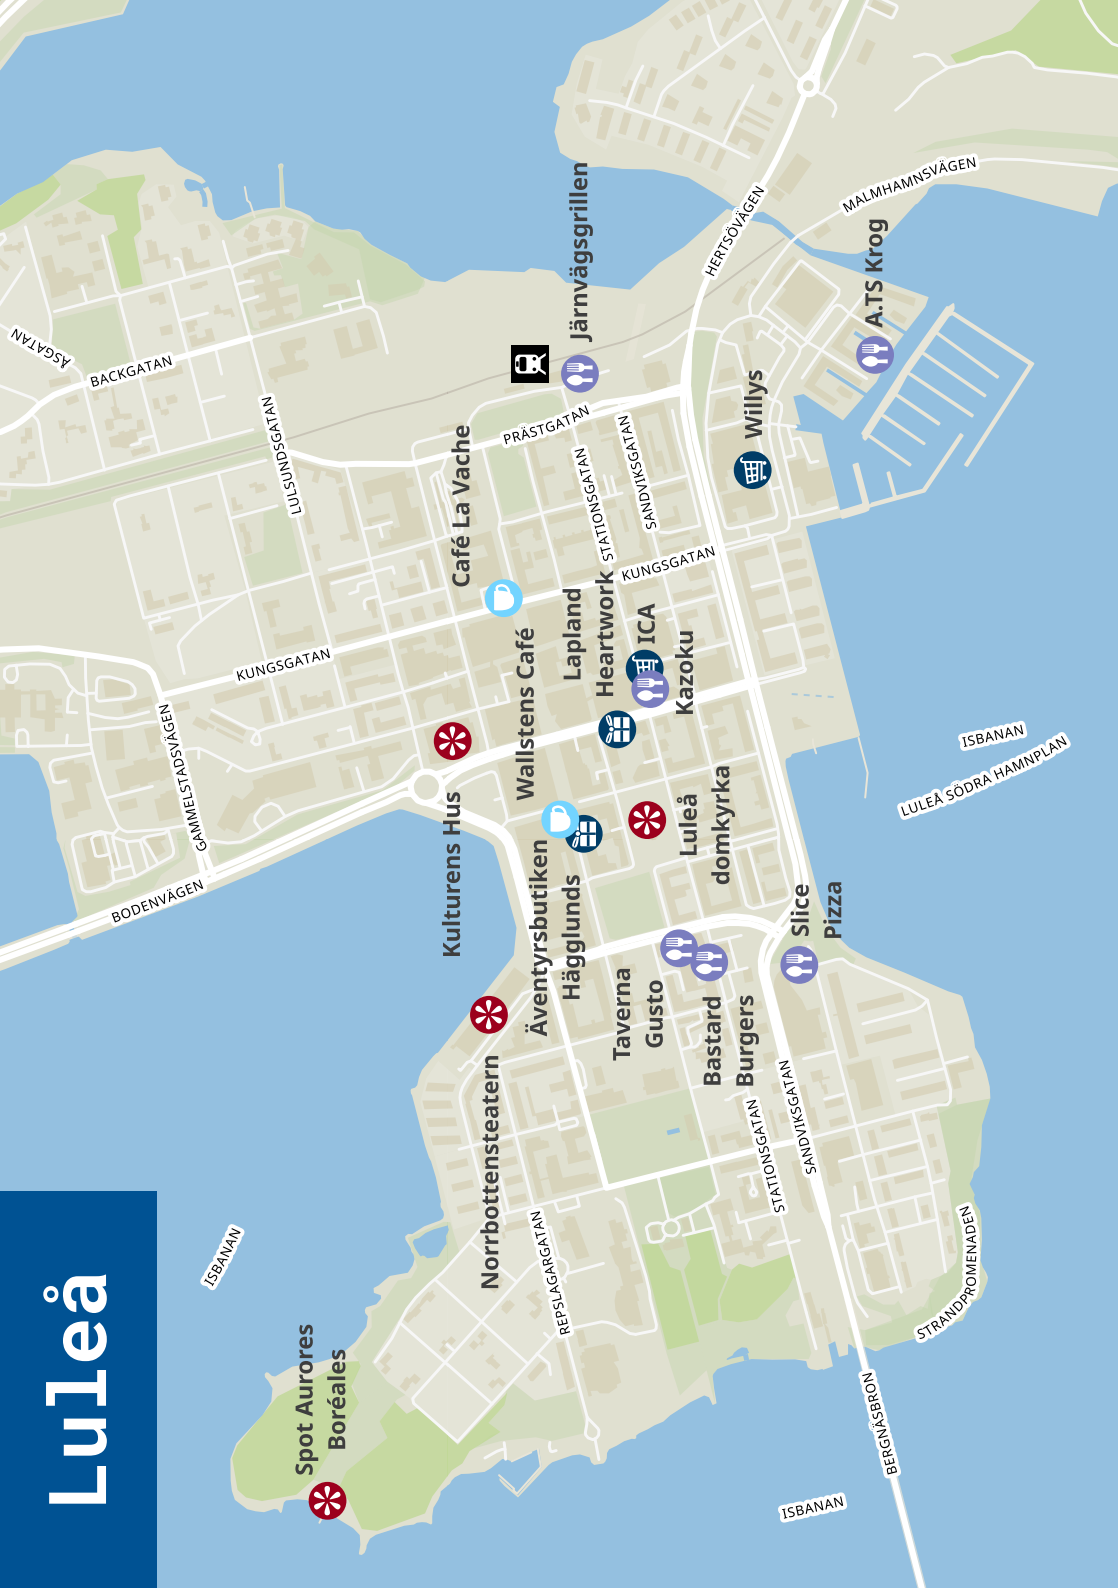 Luleå
ISBANAN
Spot Aurores
Boréales
Norrbottensteatern
Kulturens Hus
BODENVÄGEN
GAMMELSTADSVÄGEN
KUNGSGATAN
LULSUNDSGATAN
BACKGATAN
ÅSGATAN
Café La Vache
Wallstens Café
Äventyrsbutiken
Hägglunds
PRÄSTGATAN
Järnvägsgrillen
STATIONSGATAN
SANDVIKSGATAN
KUNGSGATAN
Lapland
Heartwork
ICA
Kazoku
Luleå
domkyrka
Taverna
Gusto
Bastard
Burgers
Slice
Pizza
REPSLAGARGATAN
STATIONSGATAN
SANDVIKSGATAN
Willys
HERTSÖVÄGEN
MALMHAMNSVÄGEN
A.TS Krog
ISBANAN
LULEÅ SÖDRA HAMNPLAN
STRANDPROMENADEN
BERGNÄSBRON
ISBANAN